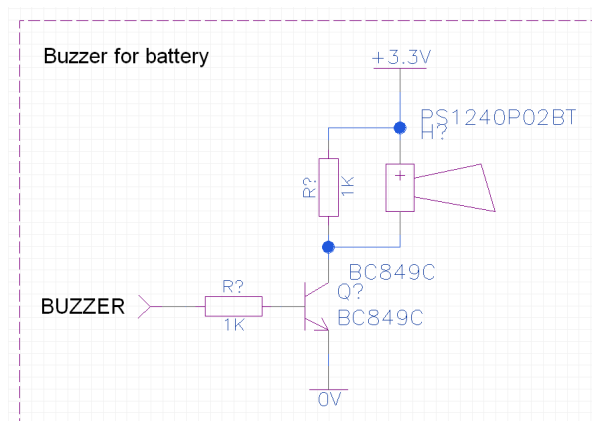 Buzzer for battery
+3.3V
PS1240P02BT
H?
R?
1K
+
BC849C
Q?
BC849C
R?
1K
BUZZER
0V